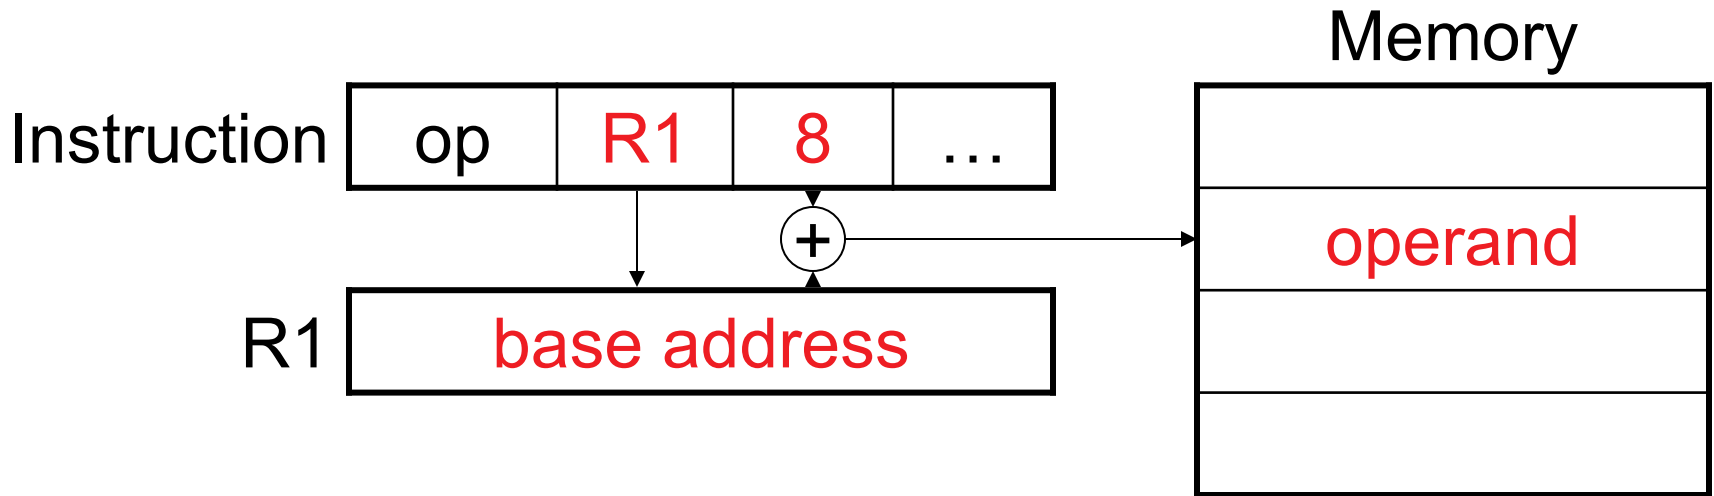 Memory
Instruction op R1 8 ...
+
operand
R1 base address